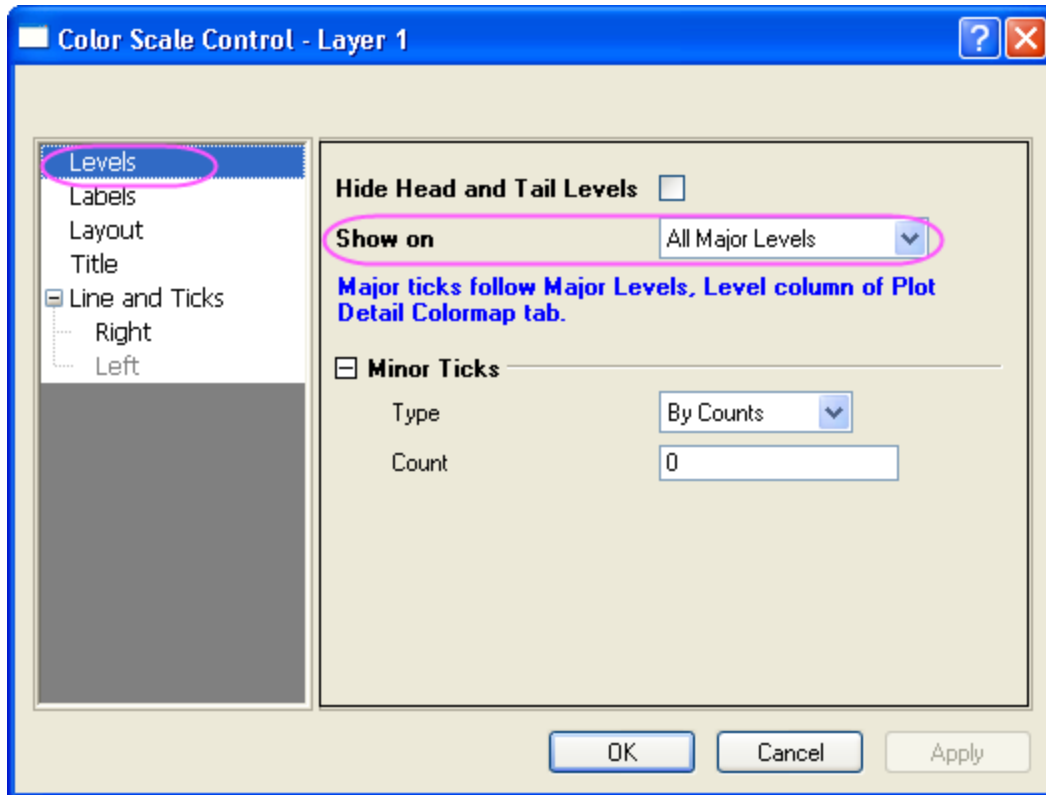 Color Scale Control - Layer 1
Levels
Labels
Layout
Title
Line and Ticks
Right
Left
Hide Head and Tail Levels
Show on All Major Levels
Major ticks follow Major Levels, Level column of Plot
Detail Colormap tab.
Minor Ticks
Type By Counts
Count 0
OK Cancel Apply